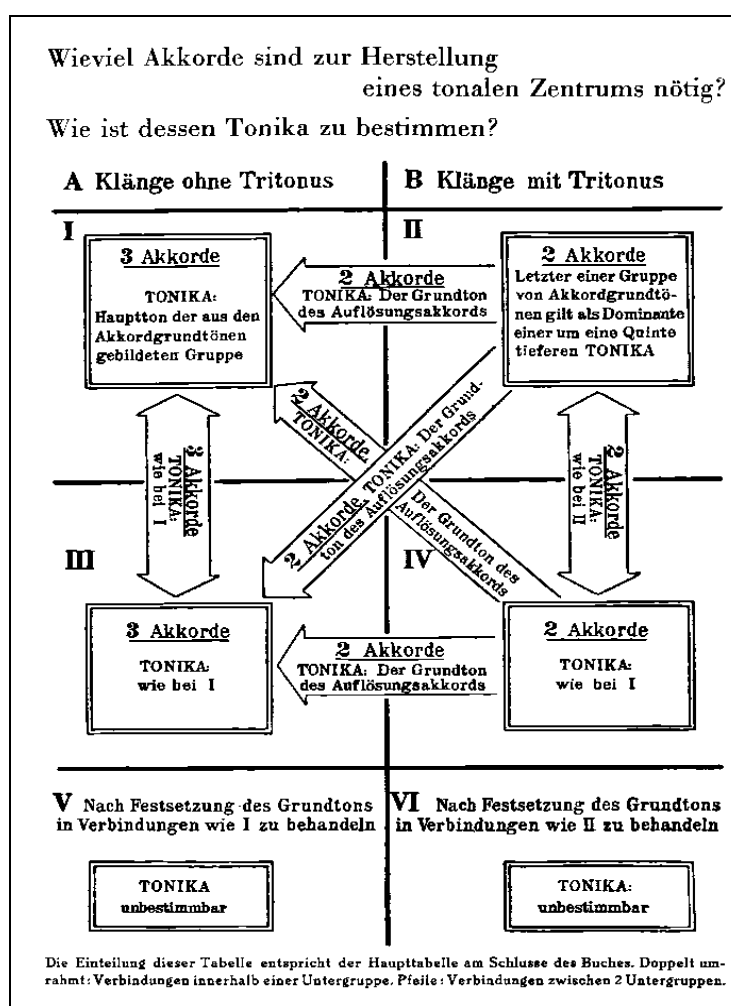 Wieviel Akkorde sind zur Herstellung
eines tonalen Zentrums nötig?
Wie ist dessen Tonika zu bestimmen?
A Klänge ohne Tritonus
B Klänge mit Tritonus
I
3 Akkorde
TONIKA:
Hauptton der aus den
Akkordgrundtönen
gebildeten Gruppe
2 Akkorde
TONIKA: Der Grundton
des Auflösungsakkords
II
2 Akkorde
Letzter einer Gruppe
von Akkordgrundtö-
nen gilt als Dominante
einer um eine Quinte
tieferen TONIKA
3 Akkorde
TONIKA:
wie bei I
2 Akkorde.
TONIKA:
Der Grundton des
Auflösungsakkords
2 Akkorde. TONIKA: Der Grund-
ton des Auflösungsakkords
2 Akkorde
TONIKA:
wie bei II
III
3 Akkorde
TONIKA:
wie bei I
2 Akkorde
TONIKA: Der Grundton
des Auflösungsakkords
IV
2 Akkorde
TONIKA:
wie bei I
V Nach Festsetzung des Grundtons
in Verbindungen wie I zu behandeln
TONIKA
unbestimmbar
VI Nach Festsetzung des Grundtons
in Verbindungen wie II zu behandeln
TONIKA:
unbestimmbar
Die Einteilung dieser Tabelle entspricht der Haupttabelle am Schlusse des Buches. Doppelt um-
rahmt: Verbindungen innerhalb einer Untergruppe. Pfeile: Verbindungen zwischen 2 Untergruppen.